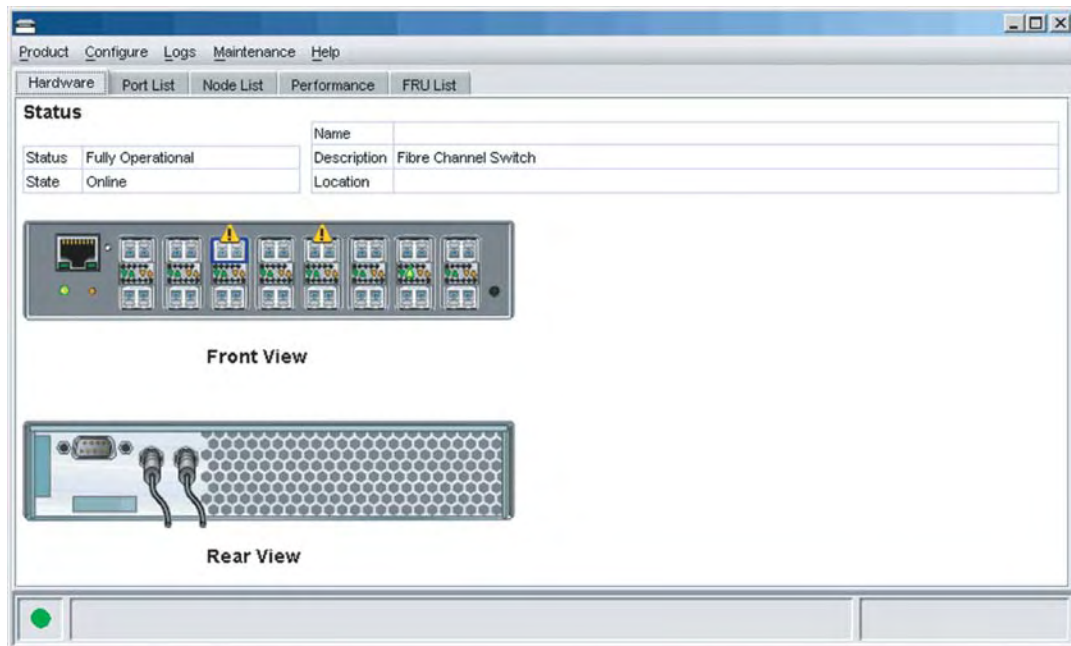 Product Configure Logs Maintenance Help
Hardware Port List Node List Performance FRU List
Status
Name
Status Fully Operational Description Fibre Channel Switch
State Online Location
Front View
Rear View